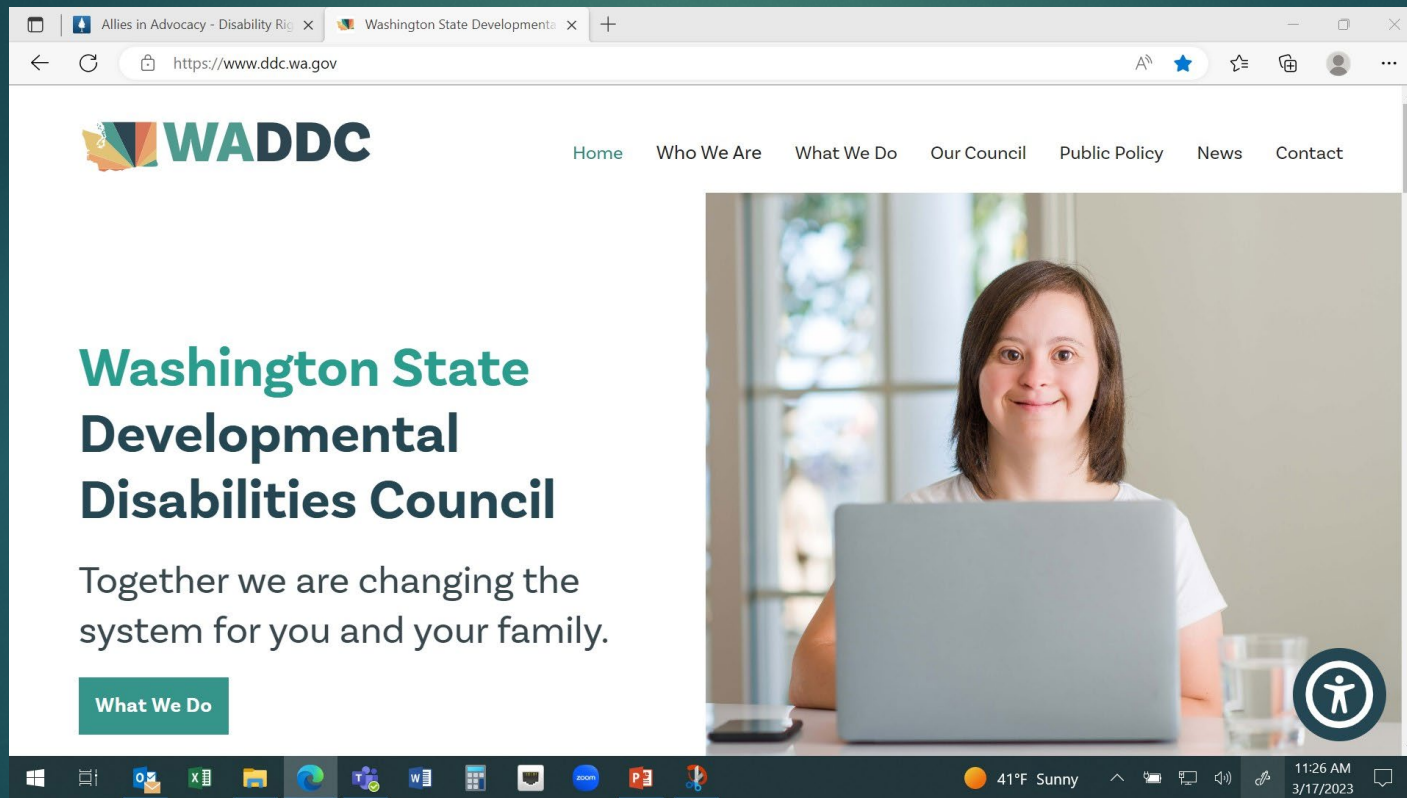 Allies in Advocacy - Disability Rig
Washington State Developmenta
https://www.ddc.wa.gov
WADDC
Home Who We Are What We Do Our Council Public Policy News Contact
Washington State
Developmental
Disabilities Council
Together we are changing the
system for you and your family.
What We Do
zoom
41°F Sunny
11:26 AM
3/17/2023